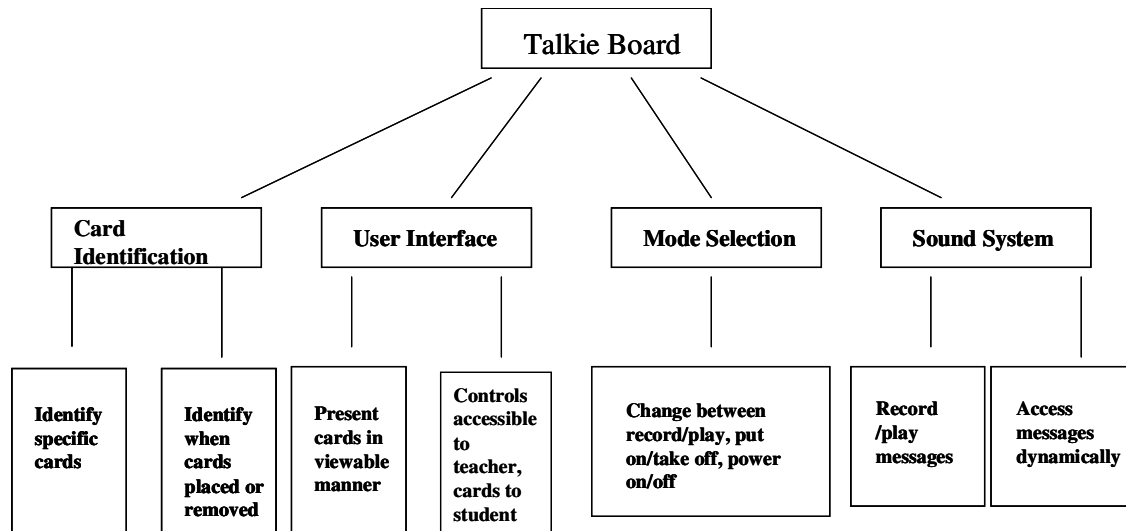 Talkie Board
Card
Identification
User Interface
Mode Selection
Sound System
Identify
specific
cards
Identify
when
cards
placed or
removed
Present
cards in
viewable
manner
Controls
accessible
to
teacher,
cards to
student
Change between
record/play, put
on/take off, power
on/off
Record
/play
messages
Access
messages
dynamically